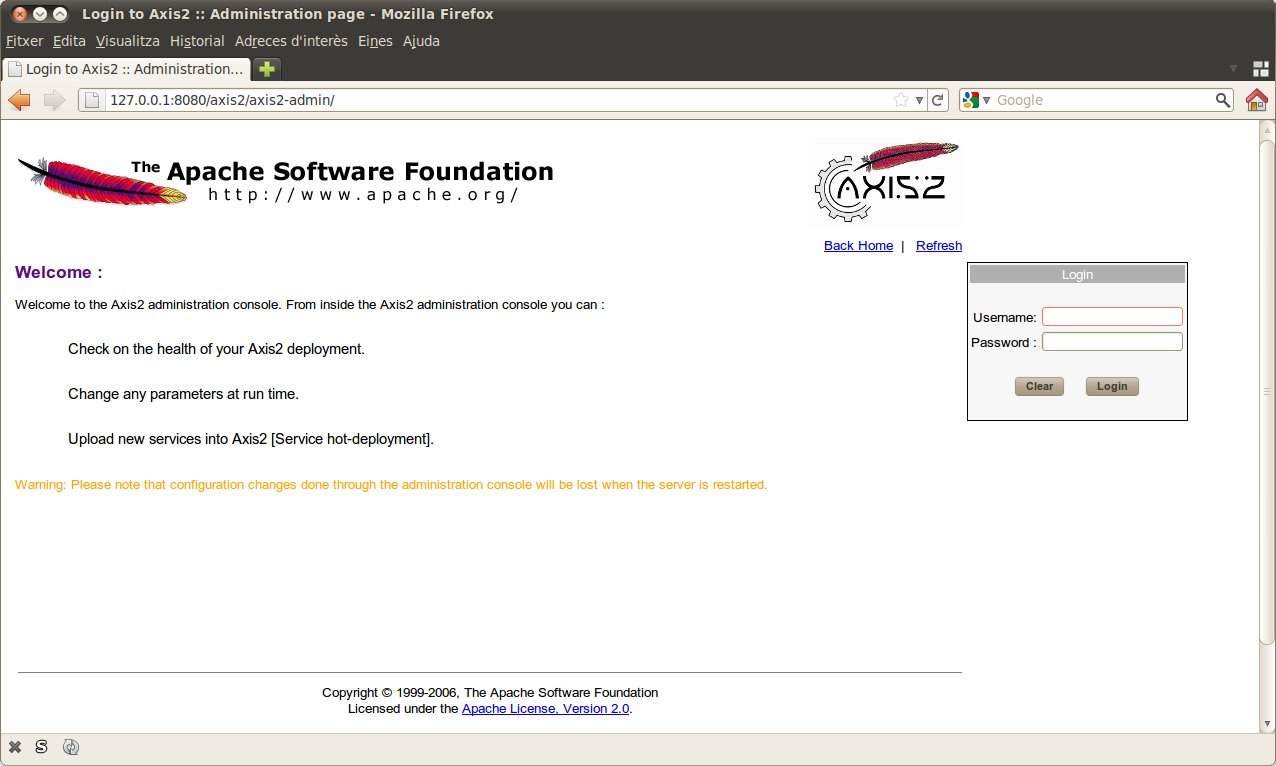 Login to Axis2 :: Administration page - Mozilla Firefox
Fitxer Edita Visualitza Historial Adreces d'interès Eines Ajuda
Login to Axis2 :: Administration...
127.0.0.1:8080/axis2/axis2-admin/ Google
The Apache Software Foundation
http://www.apache.org/
AXIS2
Back Home | Refresh
Welcome :
Login
Welcome to the Axis2 administration console. From inside the Axis2 administration console you can :
Username:
Password :
Check on the health of your Axis2 deployment.
Clear Login
Change any parameters at run time.
Upload new services into Axis2 [Service hot-deployment].
Warning: Please note that configuration changes done through the administration console will be lost when the server is restarted.
Copyright © 1999-2006, The Apache Software Foundation
Licensed under the Apache License, Version 2.0.
S